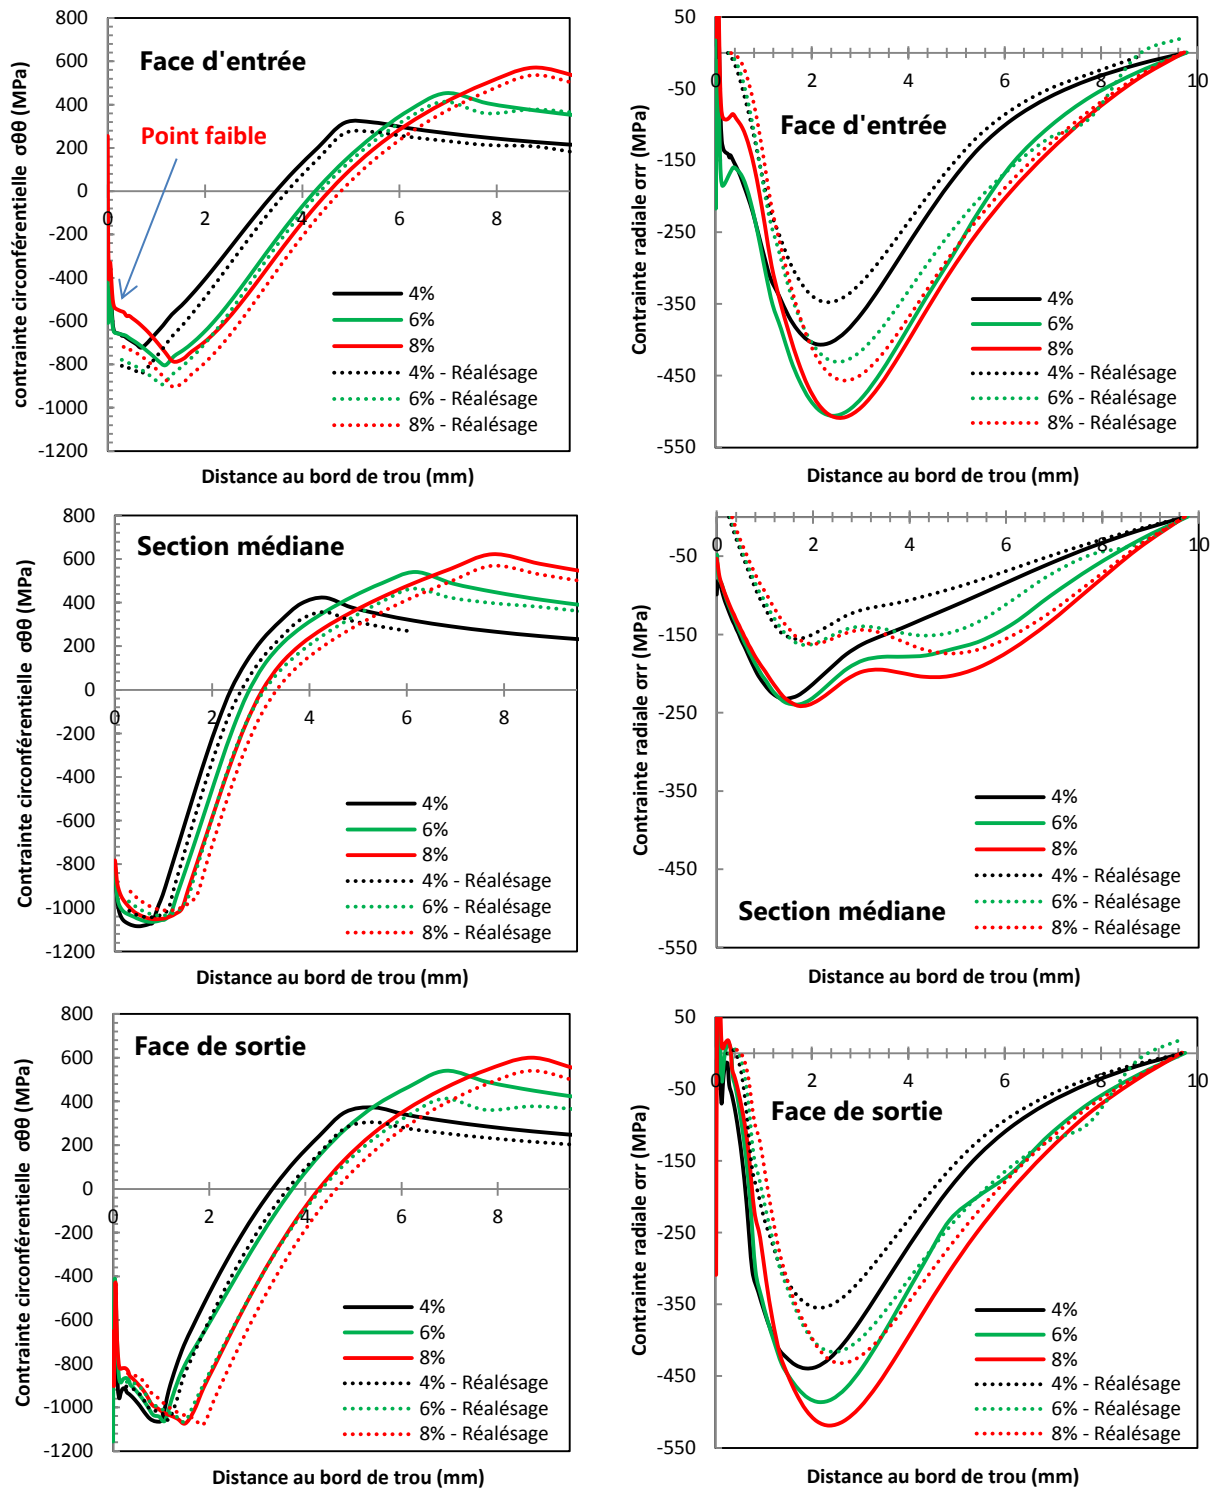 contrainte circonférentielle σθθ (MPa)
800
600
400
200
0
-200
-400
-600
-800
-1000
-1200
0
2
4
6
8
Face d'entrée
Point faible
4%
6%
8%
4% - Réalésage
6% - Réalésage
8% - Réalésage
Distance au bord de trou (mm)
Contrainte radiale σrr (MPa)
50
-50
-150
-250
-350
-450
-550
0
2
4
6
8
10
Face d'entrée
4%
6%
8%
4% - Réalésage
6% - Réalésage
8% - Réalésage
Distance au bord de trou (mm)
Contrainte circonférentielle σθθ (MPa)
800
600
400
200
0
-200
-400
-600
-800
-1000
-1200
0
2
4
6
8
Section médiane
4%
6%
8%
4% - Réalésage
6% - Réalésage
8% - Réalésage
Distance au bord de trou (mm)
Contrainte radiale σrr (MPa)
-50
-150
-250
-350
-450
-550
0
2
4
6
8
10
4%
6%
8%
4% - Réalésage
6% - Réalésage
8% - Réalésage
Section médiane
Distance au bord de trou (mm)
Contrainte circonférentielle σθθ (MPa)
800
600
400
200
0
-200
-400
-600
-800
-1000
-1200
0
2
4
6
8
Face de sortie
4%
6%
8%
4% - Réalésage
6% - Réalésage
8% - Réalésage
Distance au bord de trou (mm)
Contrainte radiale σrr (MPa)
50
-50
-150
-250
-350
-450
-550
0
2
4
6
8
10
Face de sortie
4%
6%
8%
4% - Réalésage
6% - Réalésage
8% - Réalésage
Distance au bord de trou (mm)